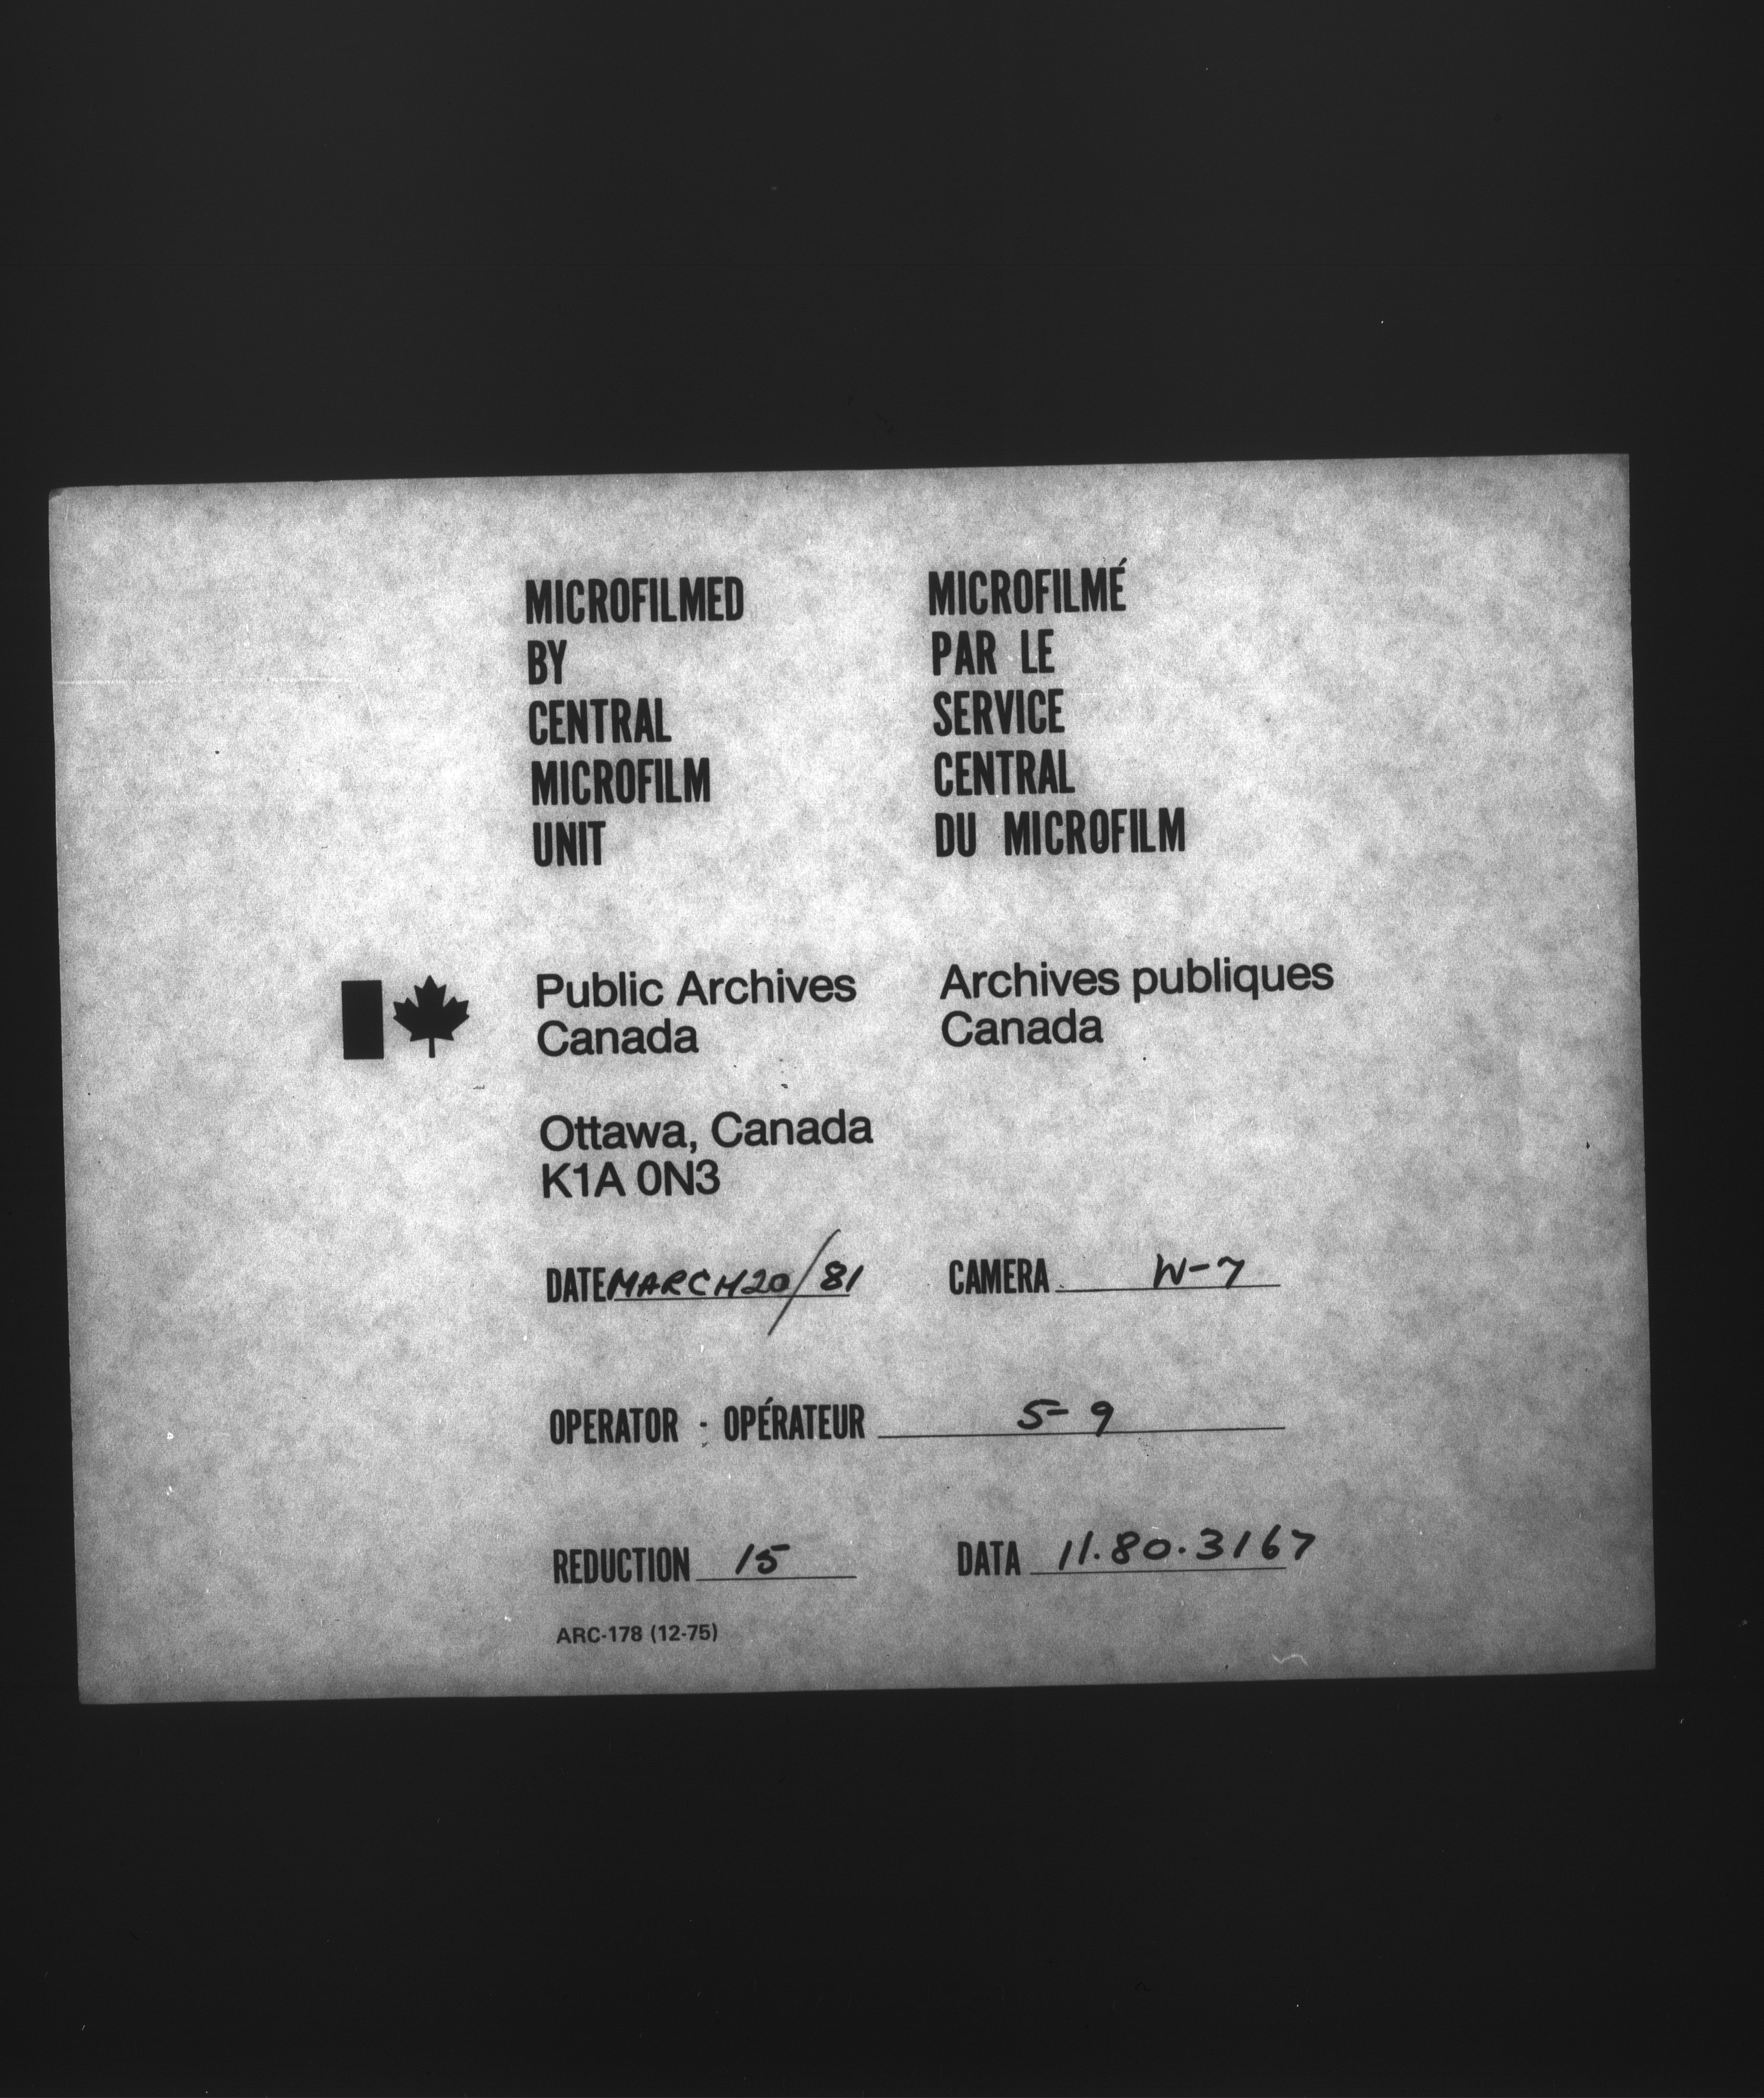 MICROFILMED
BY
CENTRAL
MICROFILM
UNIT
MICROFILMÉ
PAR LE
SERVICE
CENTRAL
DU MICROFILM
Public Archives
Canada
Archives publiques
Canada
Ottawa, Canada
K1A 0N3
DATE MARCH 20/81 CAMERA W-7
OPERATOR - OPÉRATEUR 5-9
REDUCTION 15 DATA 11.80.3167
ARC-178 (12-75)